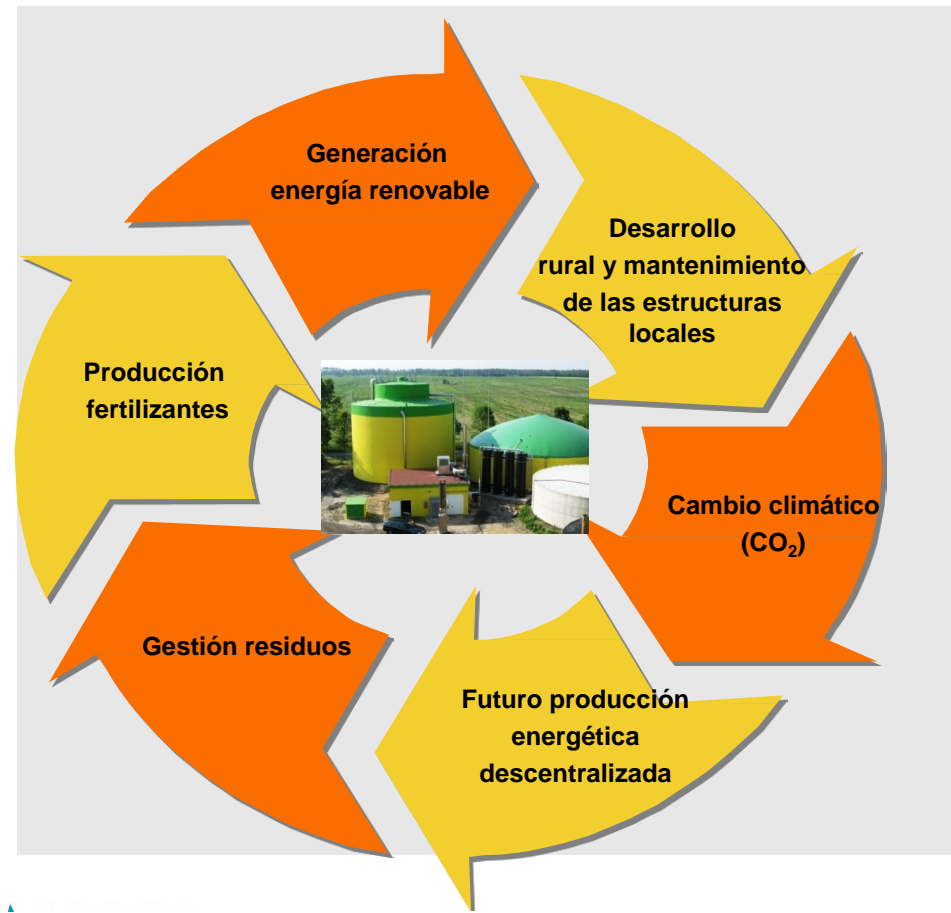 Generación
energía renovable
Desarrollo
rural y mantenimiento
de las estructuras
locales
Cambio climático
(CO₂)
Futuro producción
energética
descentralizada
Gestión residuos
Producción
fertilizantes